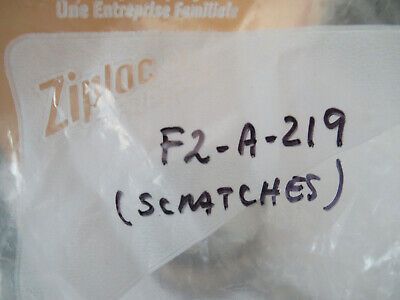 Une Entreprise Familiale
Ziploc
F2-A-219
(SCRATCHES)